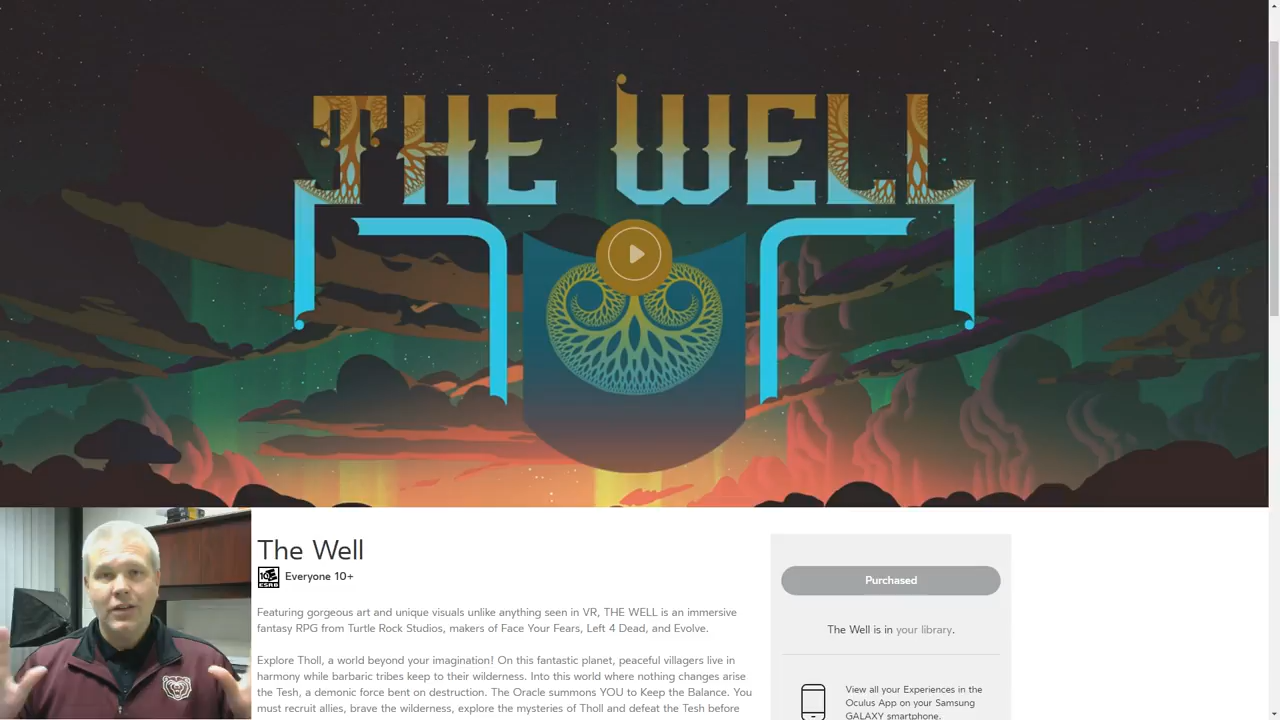 THE WELL
The Well
Everyone 10+
Featuring gorgeous art and unique visuals unlike anything seen in VR, THE WELL is an immersive
fantasy RPG from Turtle Rock Studios, makers of Face Your Fears, Left 4 Dead, and Evolve.
Explore Tholl, a world beyond your imagination! On this fantastic planet, peaceful villagers live in
harmony while barbaric tribes keep to their wilderness. Into this world where nothing changes arise
the Tesh, a demonic force bent on destruction. The Oracle summons YOU to Keep the Balance. You
must recruit allies, brave the wilderness, explore the mysteries of Tholl and defeat the Tesh before
Purchased
The Well is in your library.
View all your Experiences in the
Oculus App on your Samsung
GALAXY smartphone.